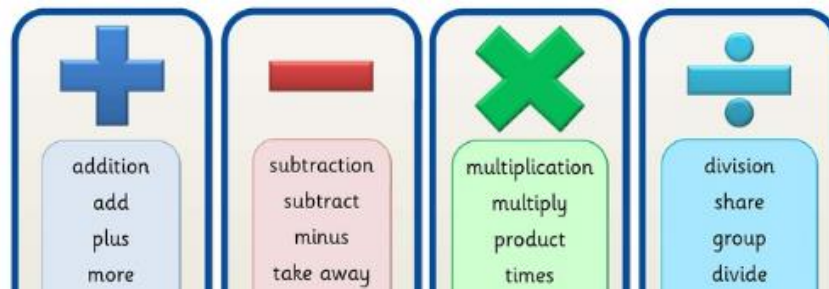 addition
add
plus
more
subtraction
subtract
minus
take away
multiplication
multiply
product
times
division
share
group
divide